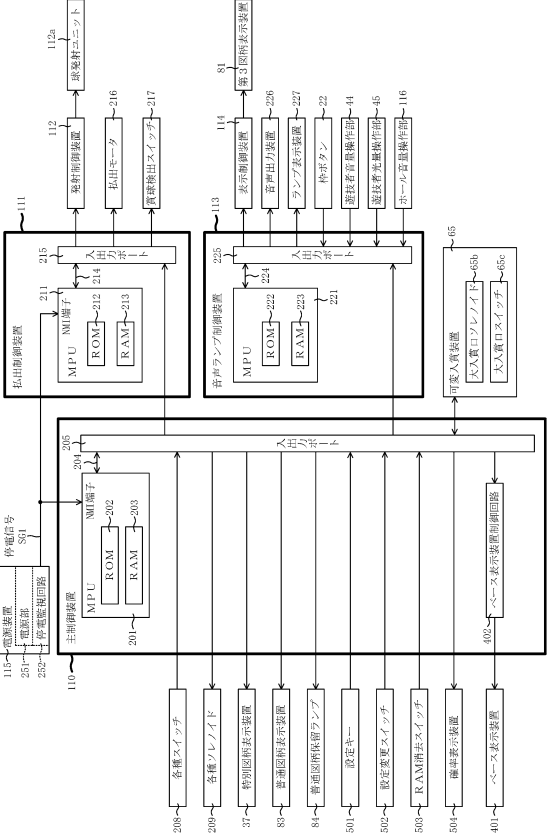 115
電源装置
251
電源部
252
停電監視回路
停電信号
SG1
110
主制御装置
201
MPU
ROM
202
RAM
203
NMI端子
204
205
入出力ポート
402
ベース表示装置制御回路
208
各種スイッチ
209
各種ソレノイド
37
特別図柄表示装置
83
普通図柄表示装置
84
普通図柄保留ランプ
501
設定キー
502
設定変更スイッチ
503
RAM消去スイッチ
504
確率表示装置
401
ベース表示装置
111
払出制御装置
211
MPU
ROM
212
RAM
213
NMI端子
214
215
入出力ポート
112
発射制御装置
112a
球発射ユニット
216
払出モータ
217
賞球検出スイッチ
113
音声ランプ制御装置
221
MPU
ROM
222
RAM
223
224
225
入出力ポート
114
表示制御装置
81
第3図柄表示装置
226
音声出力装置
227
ランプ表示装置
22
枠ボタン
44
遊技者音量操作部
45
遊技者光量操作部
116
ホール音量操作部
65
可変入賞装置
65b
大入賞口ソレノイド
65c
大入賞口スイッチ